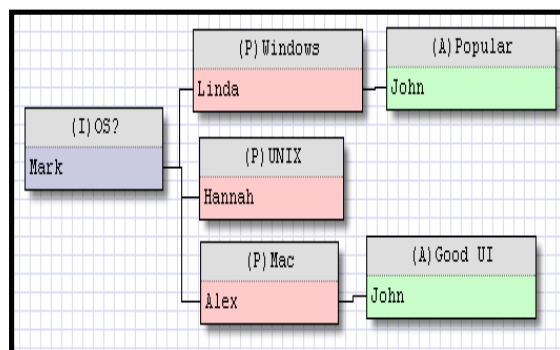 (I)OS?
Mark
(P)Windows
Linda
(A)Popular
John
(P)UNIX
Hannah
(P)Mac
Alex
(A)Good UI
John